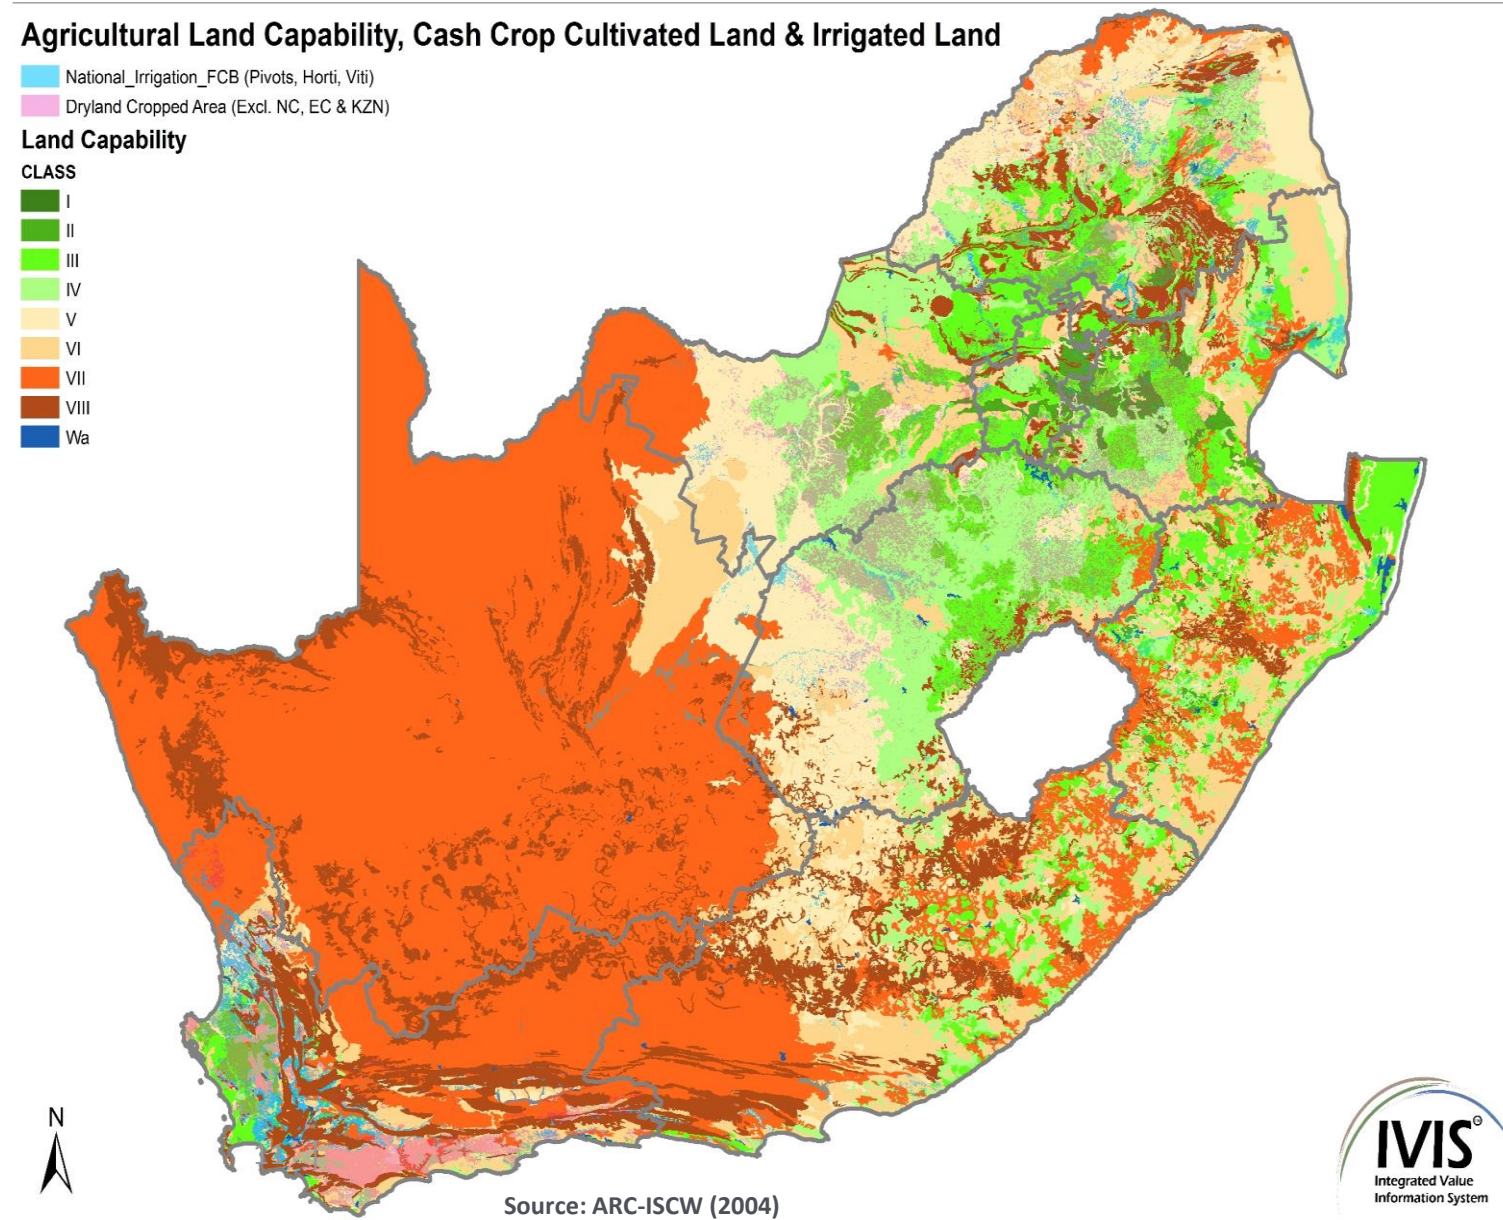 Agricultural Land Capability, Cash Crop Cultivated Land & Irrigated Land
National_Irrigation_FCB (Pivots, Horti, Viti)
Dryland Cropped Area (Excl. NC, EC & KZN)
Land Capability
CLASS
I
II
III
IV
V
VI
VII
VIII
Wa
N
Source: ARC-ISCW (2004)
IVIS
Integrated Value
Information System